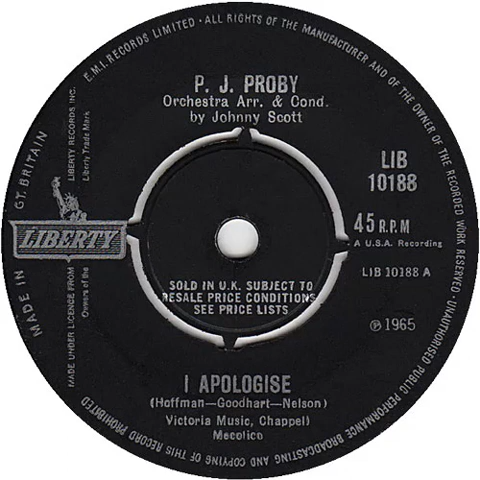 E.M.I. RECORDS LIMITED · ALL RIGHTS OF THE MANUFACTURER AND OF THE OWNER OF THE RECORDED WORK RESERVED · UNAUTHORISED PUBLIC PERFORMANCE BROADCASTING AND COPYING OF THIS RECORD PROHIBITED
MADE IN GT. BRITAIN
P. J. PROBY
Orchestra Arr. & Cond.
by Johnny Scott
LIBERTY RECORDS INC.
Liberty Trade Mark
MADE UNDER LICENCE FROM
Owners of the
LIBERTY
LIB
10188
45 R.P.M
A U.S.A. Recording
LIB 10188 A
SOLD IN U.K. SUBJECT TO
RESALE PRICE CONDITIONS,
SEE PRICE LISTS
℗ 1965
I APOLOGISE
(Hoffman—Goodhart—Nelson)
Victoria Music, Chappell
Mecolico